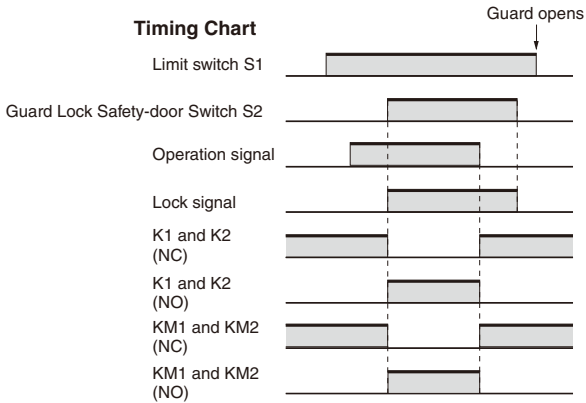 Guard opens
Timing Chart
Limit switch S1
Guard Lock Safety-door Switch S2
Operation signal
Lock signal
K1 and K2
(NC)
K1 and K2
(NO)
KM1 and KM2
(NC)
KM1 and KM2
(NO)